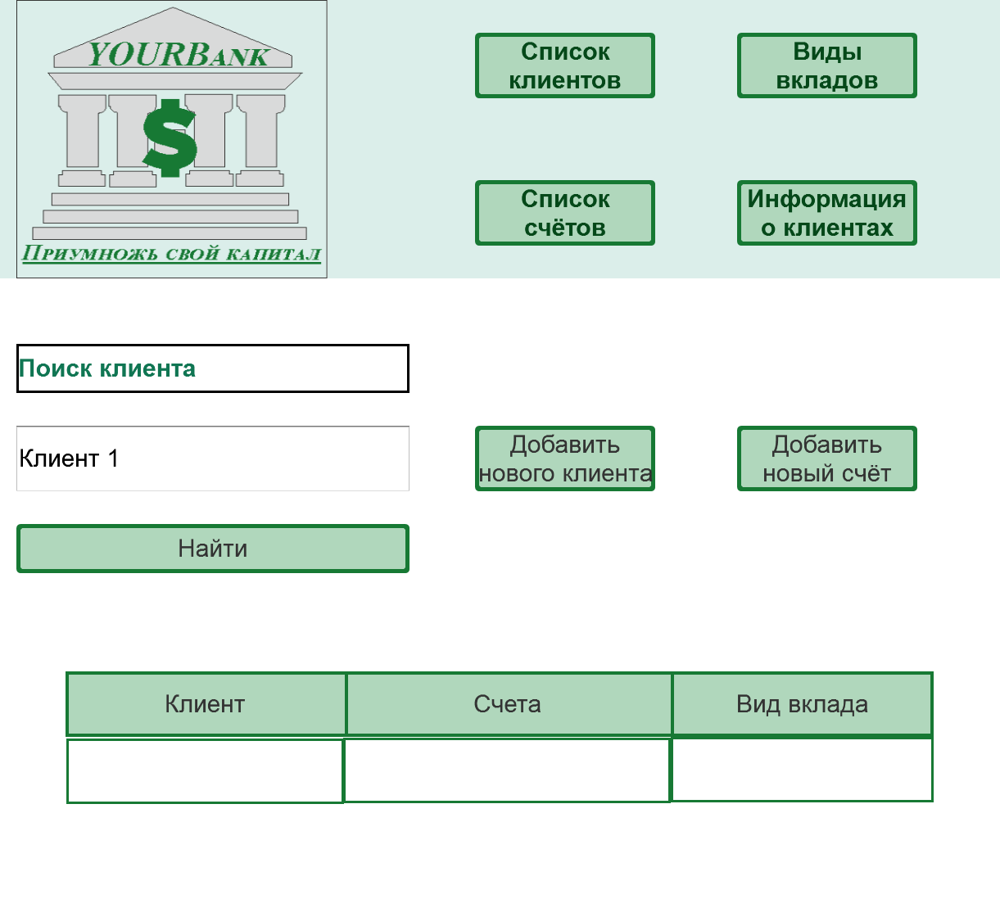 YOURBANK
$
ПРИУМНОЖЬ СВОЙ КАПИТАЛ
Список
клиентов
Виды
вкладов
Список
счётов
Информация
о клиентах
Поиск клиента
Клиент 1
Добавить
нового клиента
Добавить
новый счёт
Найти
Клиент
Счета
Вид вклада